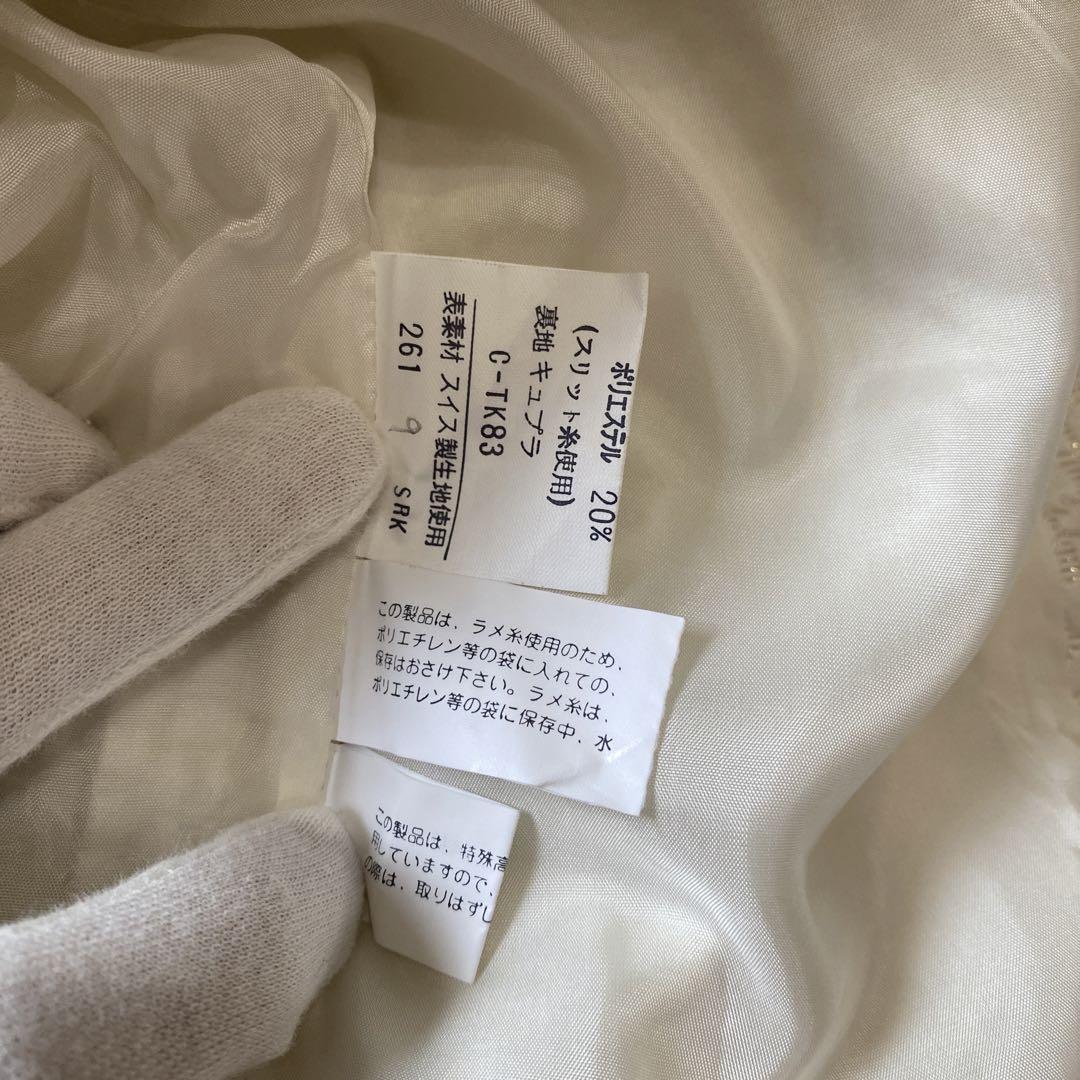 ポリエステル 20%
(スリット糸使用)
裏地 キュプラ
C-TK83
表素材 スイス製生地使用
261 9 SRK
この製品は、ラメ糸使用のため、
ポリエチレン等の袋に入れての、
保存はおさけ下さい。ラメ糸は、
ポリエチレン等の袋に保存中、水
この製品は、特殊高
用していますので、
の際は、取りはずし